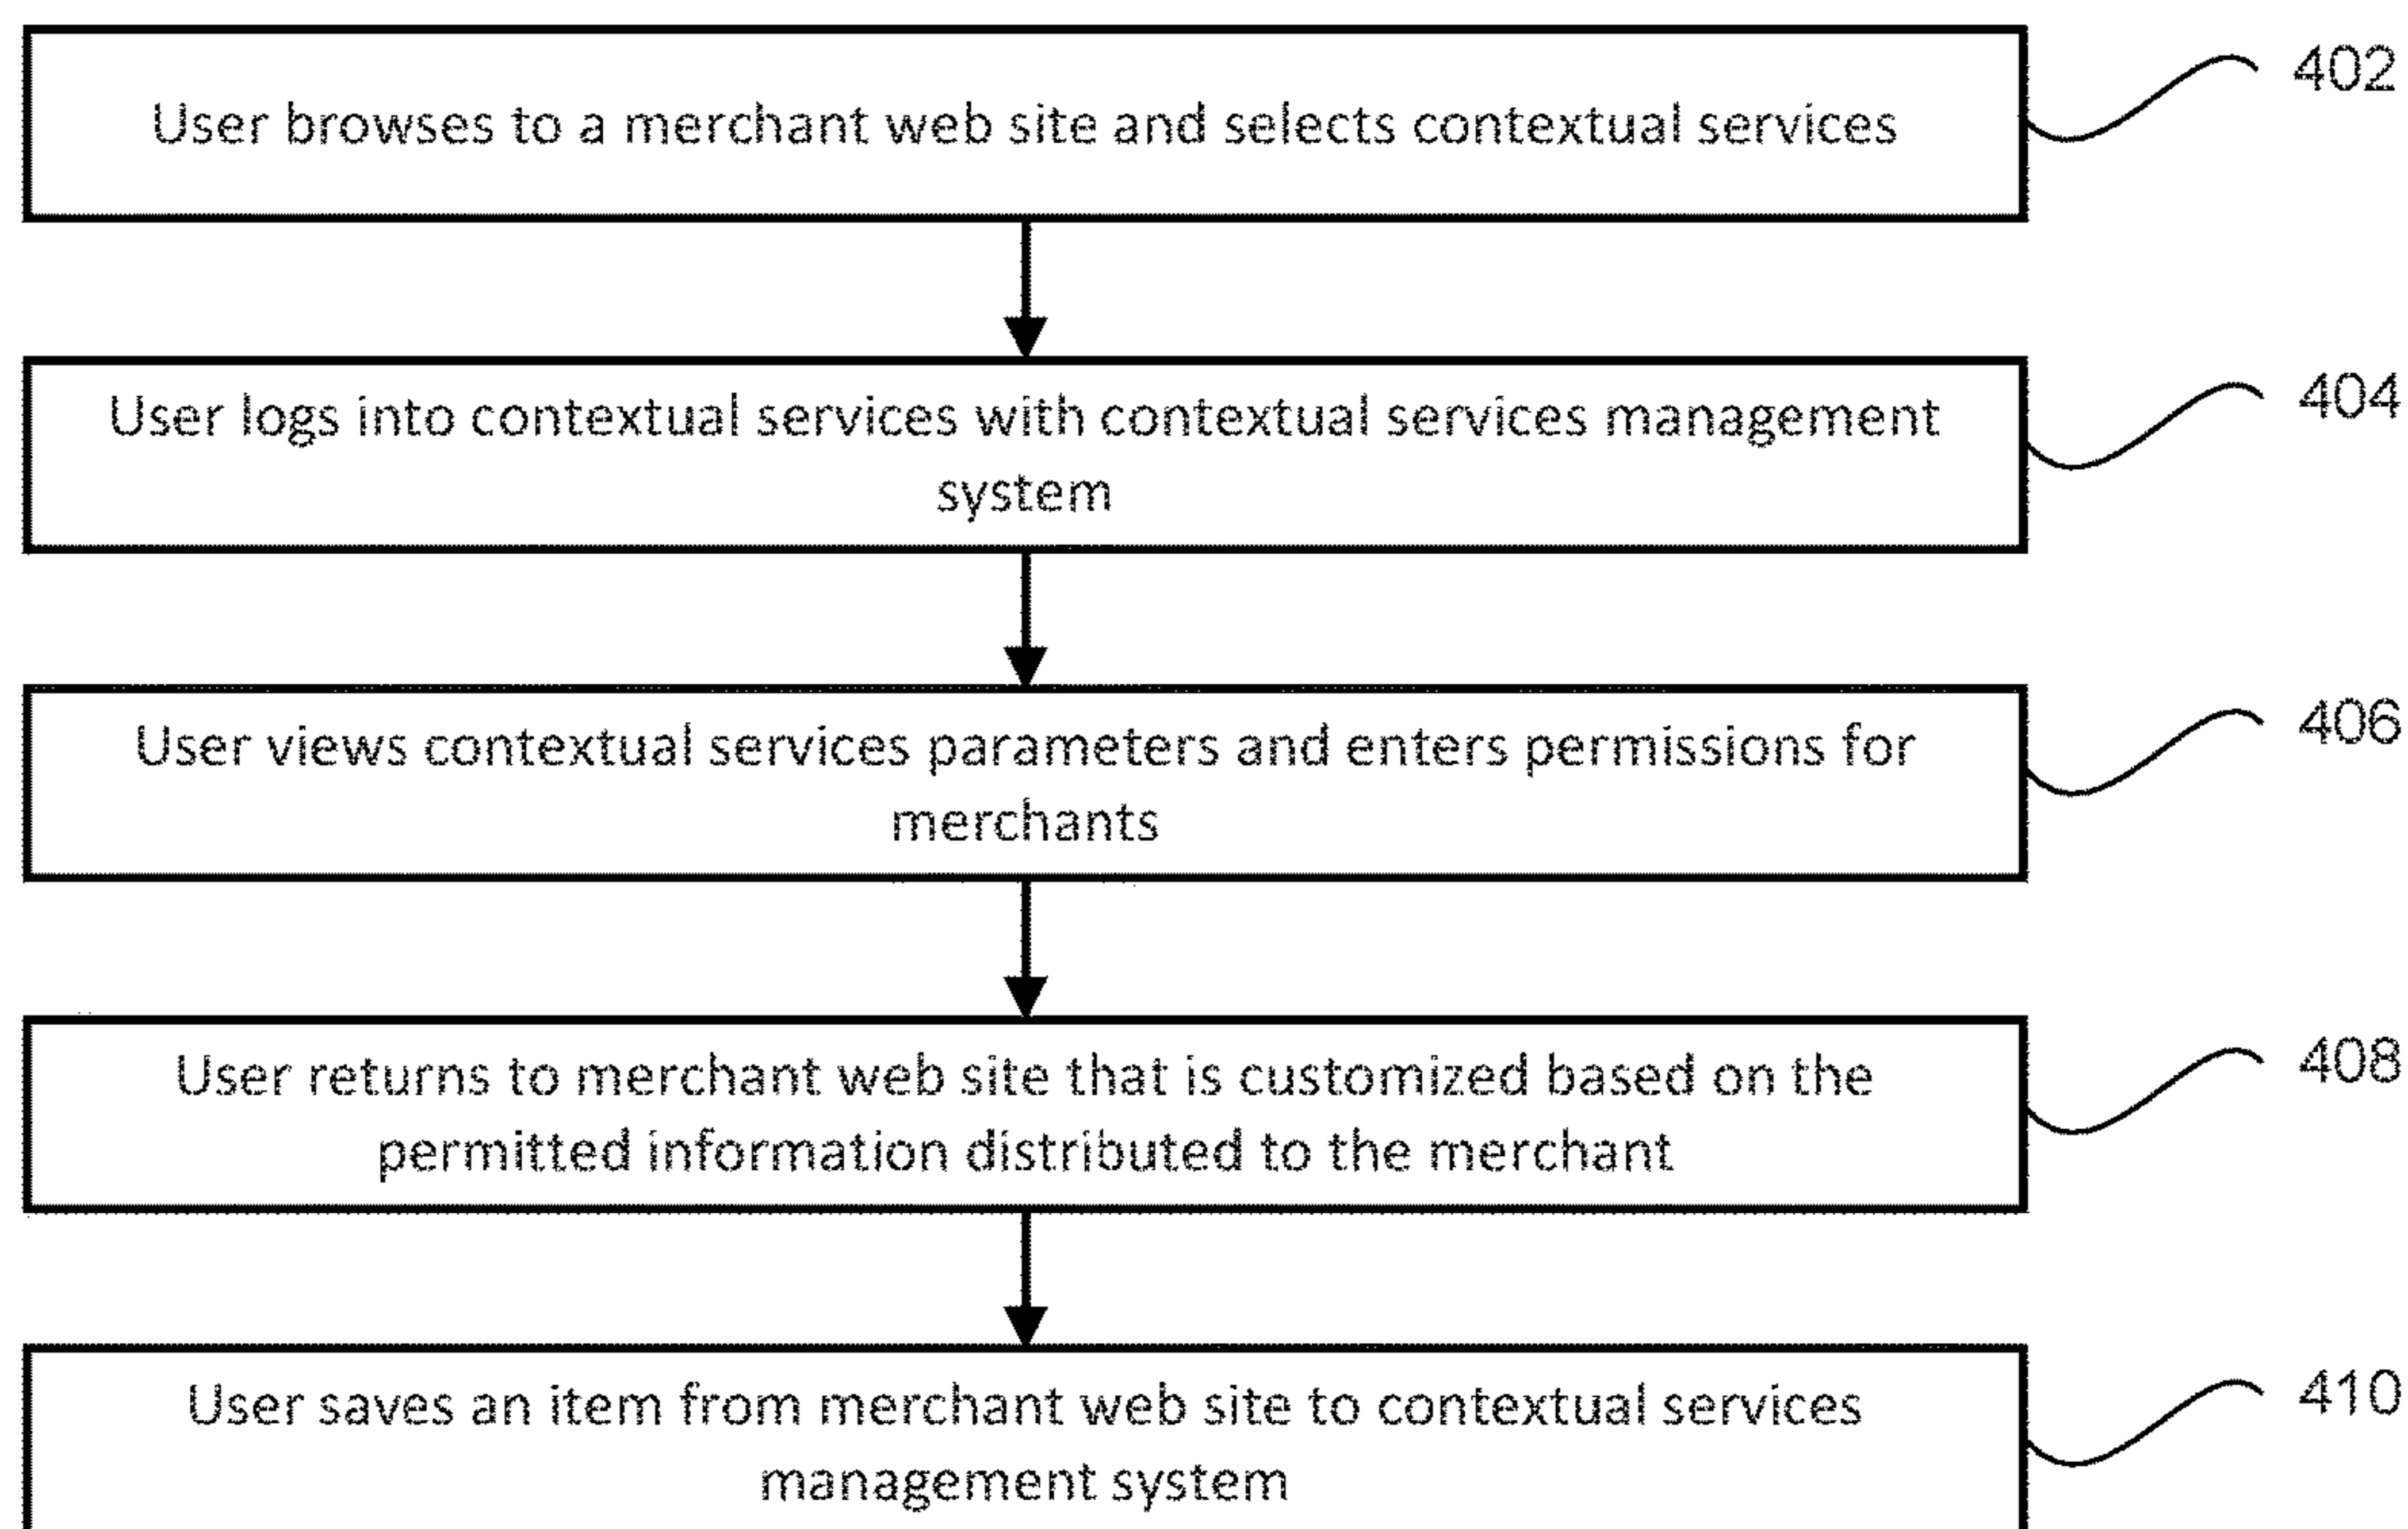 User browses to a merchant web site and selects contextual services
402
User logs into contextual services with contextual services management
system
404
User views contextual services parameters and enters permissions for
merchants
406
User returns to merchant web site that is customized based on the
permitted information distributed to the merchant
408
User saves an item from merchant web site to contextual services
management system
410